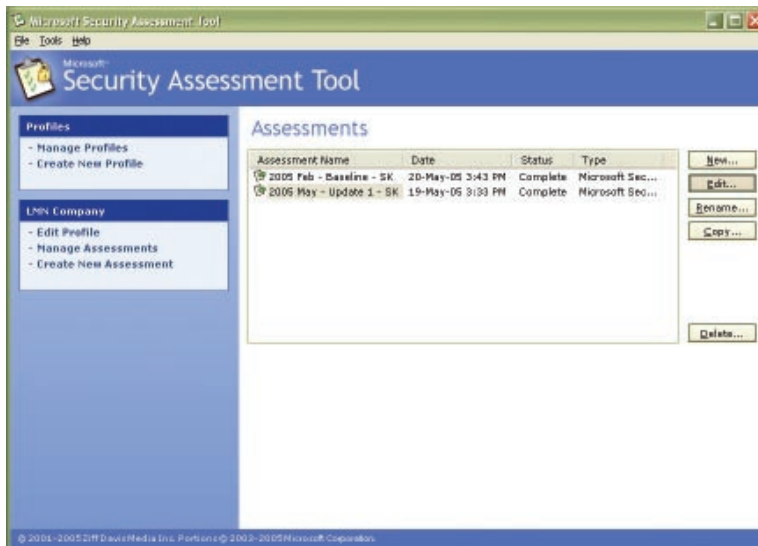 Microsoft Security Assessment Tool
File Tools Help
Microsoft
Security Assessment Tool
Profiles
- Manage Profiles
- Create New Profile
LMN Company
- Edit Profile
- Manage Assessments
- Create New Assessment
Assessments
Assessment Name Date Status Type
2005 Feb - Baseline - SK 20-May-05 3:43 PM Complete Microsoft Sec...
2005 May - Update 1 - SK 19-May-05 3:33 PM Complete Microsoft Sec...
New...
Edit...
Rename...
Copy...
Delete...
© 2001-2005 Ziff Davis Media Inc. Portions © 2003-2005 Microsoft Corporation.